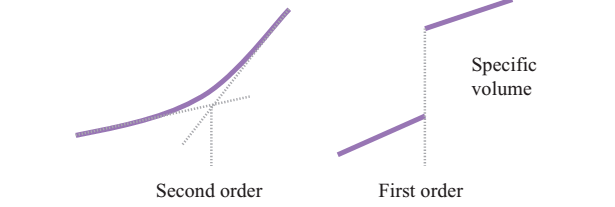 Specific
volume
Second order
First order